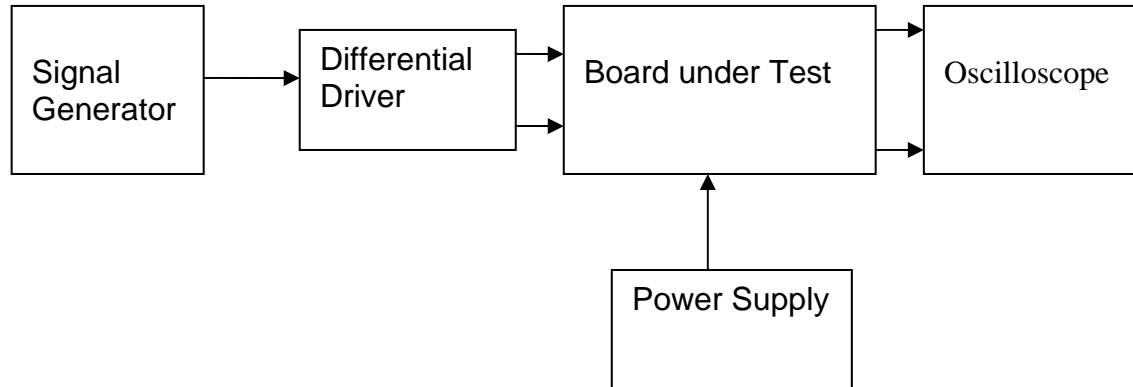 Signal
Generator
Differential
Driver
Board under Test
Oscilloscope
Power Supply